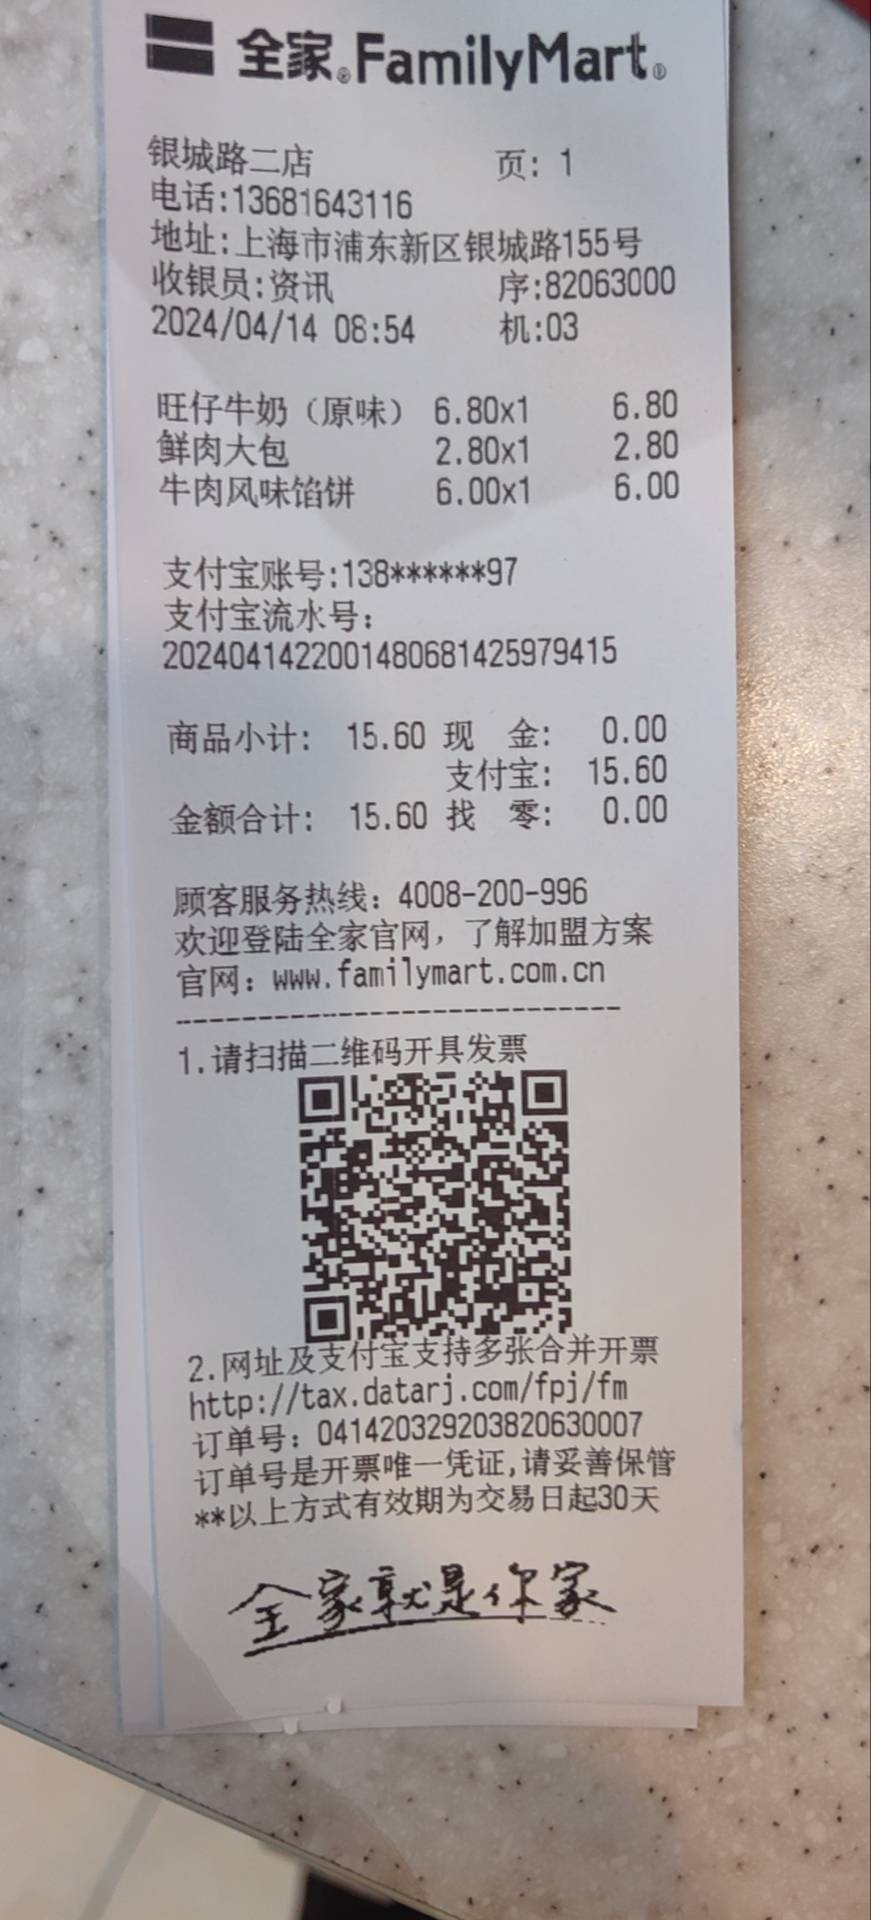 全家®FamilyMart®
银城路二店 页: 1
电话:13681643116
地址:上海市浦东新区银城路155号
收银员:资讯 序:82063000
2024/04/14 08:54 机:03
旺仔牛奶（原味） 6.80x1 6.80
鲜肉大包 2.80x1 2.80
牛肉风味馅饼 6.00x1 6.00
支付宝账号:138******97
支付宝流水号:
2024041422001480681425979415
商品小计: 15.60 现 金: 0.00
支付宝: 15.60
金额合计: 15.60 找 零: 0.00
顾客服务热线: 4008-200-996
欢迎登陆全家官网，了解加盟方案
官网: www.familymart.com.cn
----------------------------
1.请扫描二维码开具发票
2.网址及支付宝支持多张合并开票
http://tax.datarj.com/fpj/fm
订单号: 041420329203820630007
订单号是开票唯一凭证,请妥善保管
**以上方式有效期为交易日起30天
全家就是你家